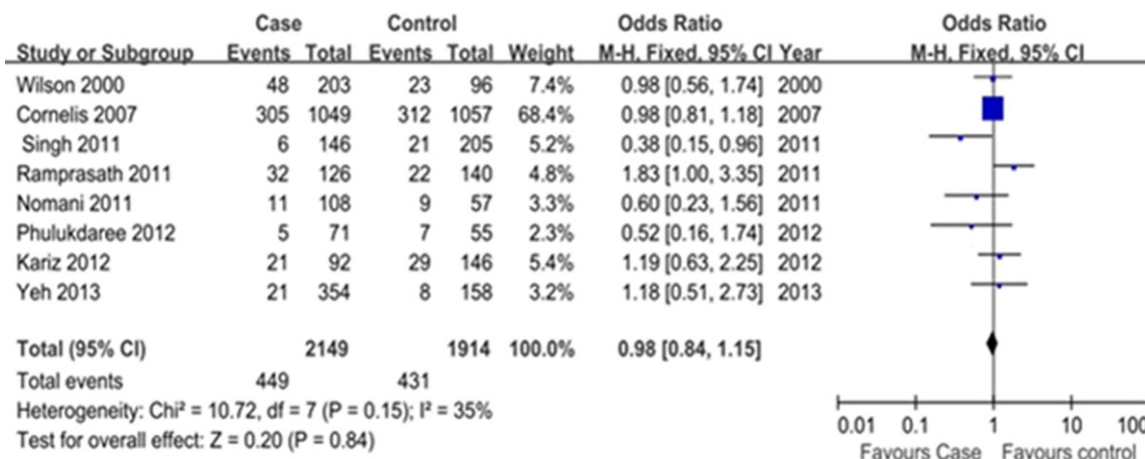 Case Control Odds Ratio Odds Ratio
Study or Subgroup Events Total Events Total Weight M-H, Fixed, 95% CI Year M-H, Fixed, 95% CI
Wilson 2000 48 203 23 96 7.4% 0.98 [0.56, 1.74] 2000
Cornelis 2007 305 1049 312 1057 68.4% 0.98 [0.81, 1.18] 2007
Singh 2011 6 146 21 205 5.2% 0.38 [0.15, 0.96] 2011
Ramprasath 2011 32 126 22 140 4.8% 1.83 [1.00, 3.35] 2011
Nomani 2011 11 108 9 57 3.3% 0.60 [0.23, 1.56] 2011
Phulukdaree 2012 5 71 7 55 2.3% 0.52 [0.16, 1.74] 2012
Kariz 2012 21 92 29 146 5.4% 1.19 [0.63, 2.25] 2012
Yeh 2013 21 354 8 158 3.2% 1.18 [0.51, 2.73] 2013
Total (95% CI) 2149 1914 100.0% 0.98 [0.84, 1.15]
Total events 449 431
Heterogeneity: Chi² = 10.72, df = 7 (P = 0.15); I² = 35%
Test for overall effect: Z = 0.20 (P = 0.84)
0.01 0.1 1 10 100
Favours Case Favours control